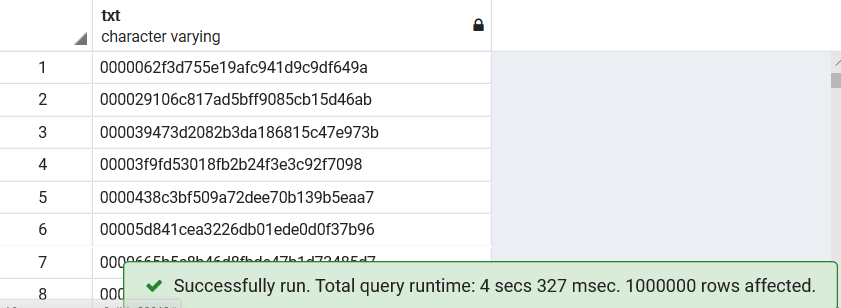 txt
character varying
1 0000062f3d755e19afc941d9c9df649a
2 000029106c817ad5bff9085cb15d46ab
3 000039473d2082b3da186815c47e973b
4 00003f9fd53018fb2b24f3e3c92f7098
5 0000438c3bf509a72dee70b139b5eaa7
6 00005d841cea3226db01ede0d0f37b96
7
8
Successfully run. Total query runtime: 4 secs 327 msec. 1000000 rows affected.